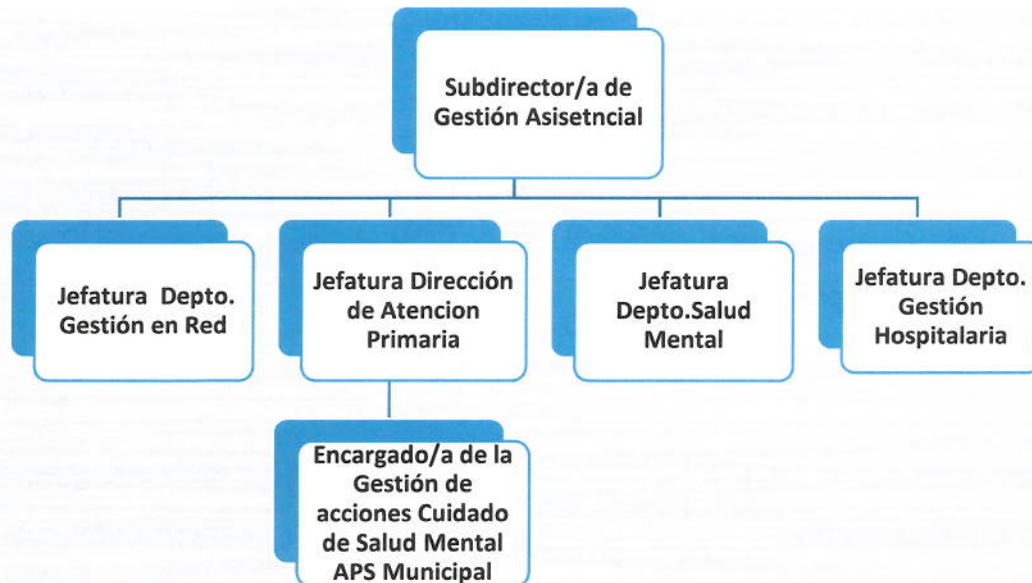 Subdirector/a de
Gestión Asisetncial
Jefatura Depto.
Gestión en Red
Jefatura Dirección
de Atencion
Primaria
Jefatura
Depto.Salud
Mental
Jefatura Depto.
Gestión
Hospitalaria
Encargado/a de la
Gestión de
acciones Cuidado
de Salud Mental
APS Municipal